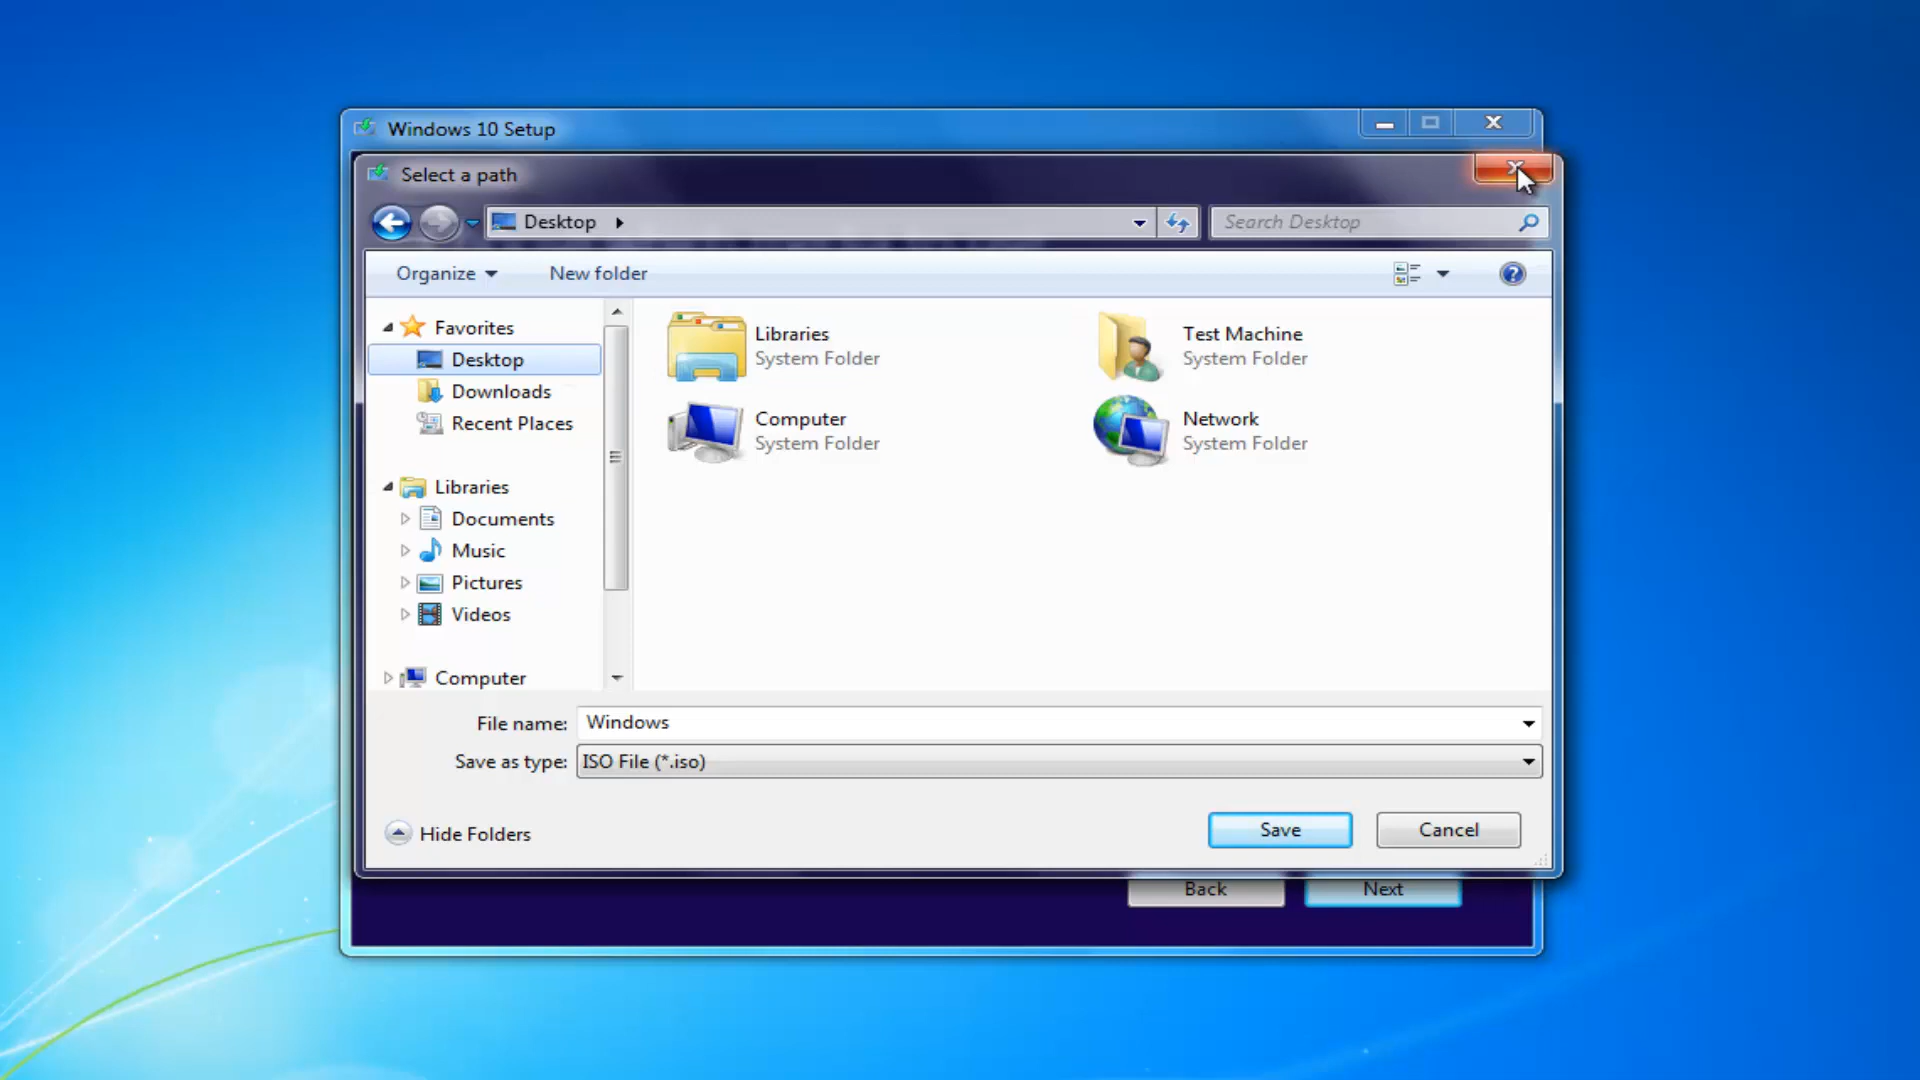 Windows 10 Setup
Select a path
Desktop
Search Desktop
Organize
New folder
Favorites
Desktop
Downloads
Recent Places
Libraries
Documents
Music
Pictures
Videos
Computer
Libraries
System Folder
Test Machine
System Folder
Computer
System Folder
Network
System Folder
File name: Windows
Save as type: ISO File (*.iso)
Hide Folders
Save
Cancel
Back
Next